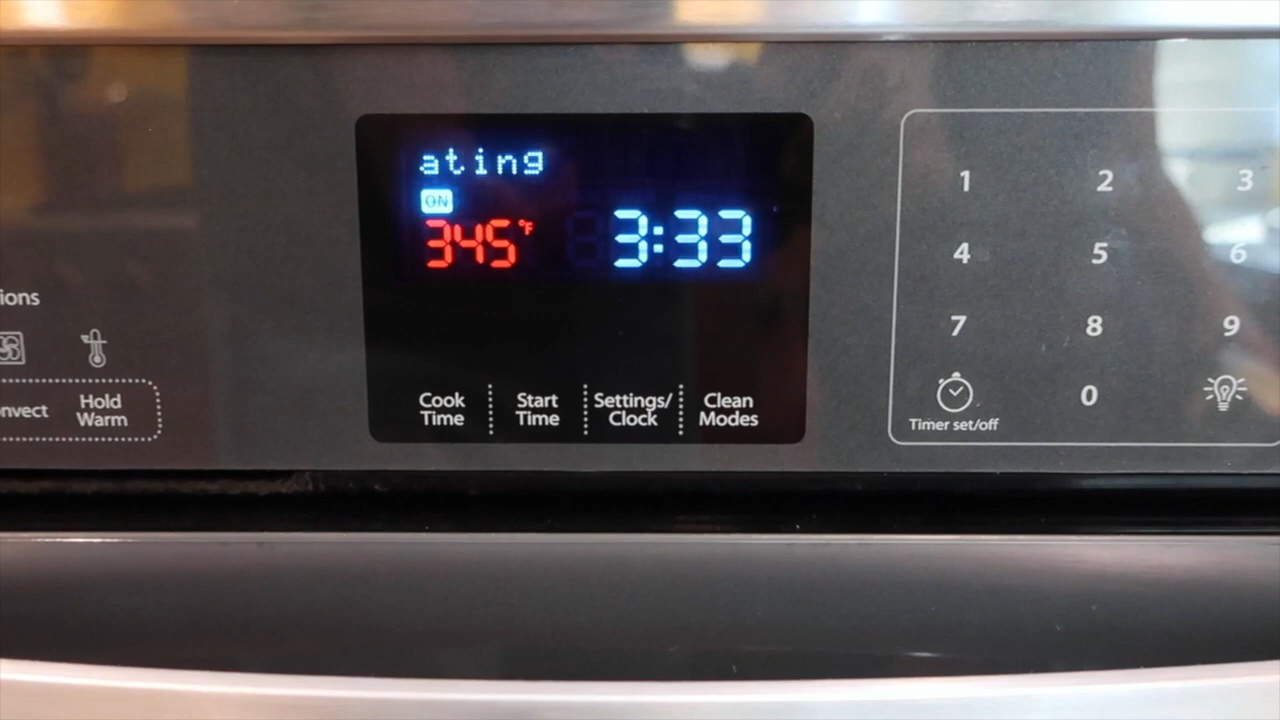 ating
ON
345°F 3:33
Cook Time
Start Time
Settings/ Clock
Clean Modes
ions
nvect
Hold Warm
1 2 3
4 5 6
7 8 9
0
Timer set/off